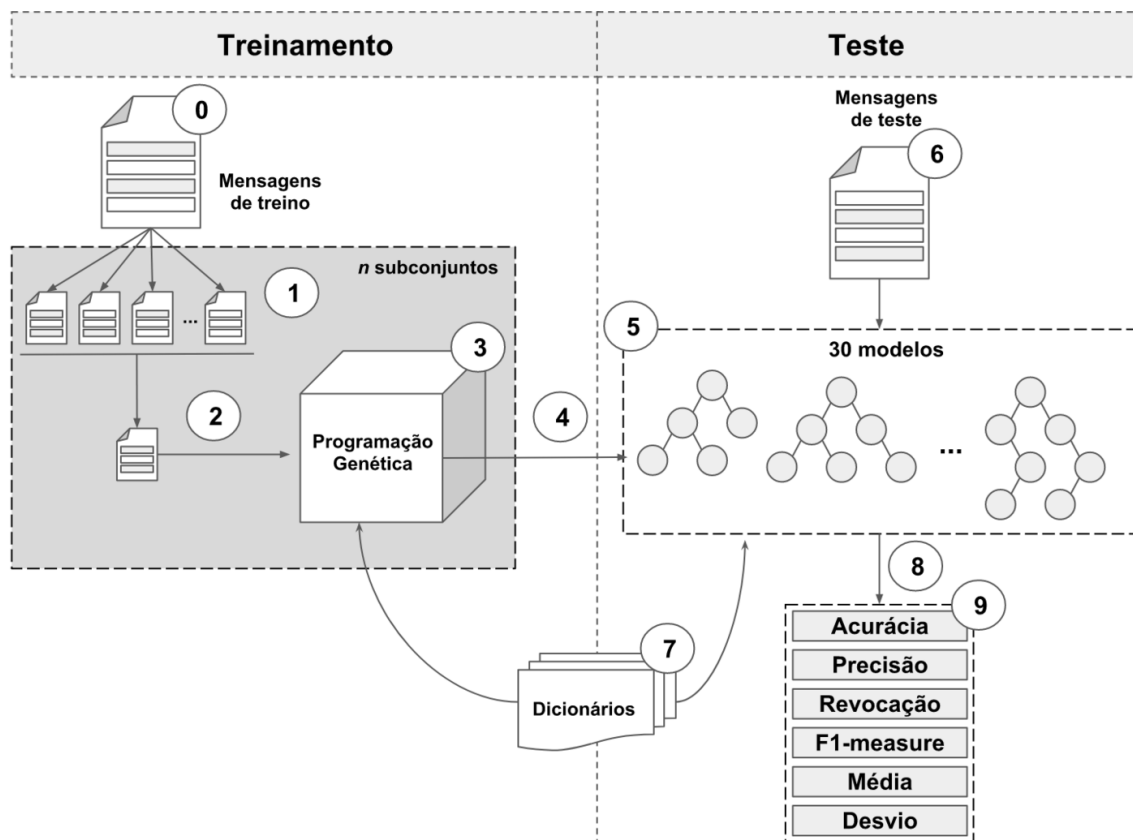 Treinamento
Teste
0
Mensagens
de treino
n subconjuntos
1
...
2
3
Programação
Genética
4
Mensagens
de teste
6
5
30 modelos
...
7
Dicionários
8
9
Acurácia
Precisão
Revocação
F1-measure
Média
Desvio